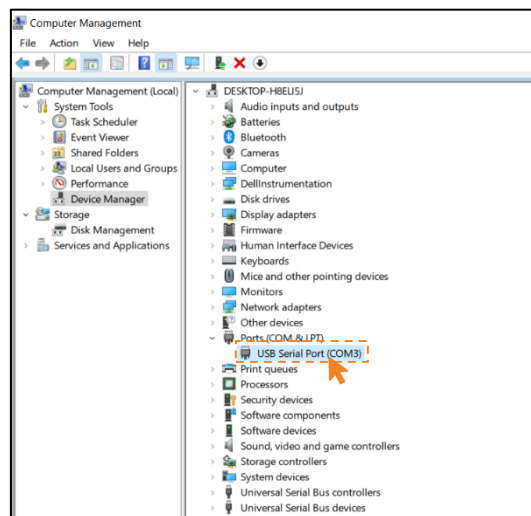 Computer Management
File Action View Help
Computer Management (Local)
System Tools
Task Scheduler
Event Viewer
Shared Folders
Local Users and Groups
Performance
Device Manager
Storage
Disk Management
Services and Applications
DESKTOP-H8ELI5J
Audio inputs and outputs
Batteries
Bluetooth
Cameras
Computer
DellInstrumentation
Disk drives
Display adapters
Firmware
Human Interface Devices
Keyboards
Mice and other pointing devices
Monitors
Network adapters
Other devices
Ports (COM & LPT)
USB Serial Port (COM3)
Print queues
Processors
Security devices
Software components
Software devices
Sound, video and game controllers
Storage controllers
System devices
Universal Serial Bus controllers
Universal Serial Bus devices